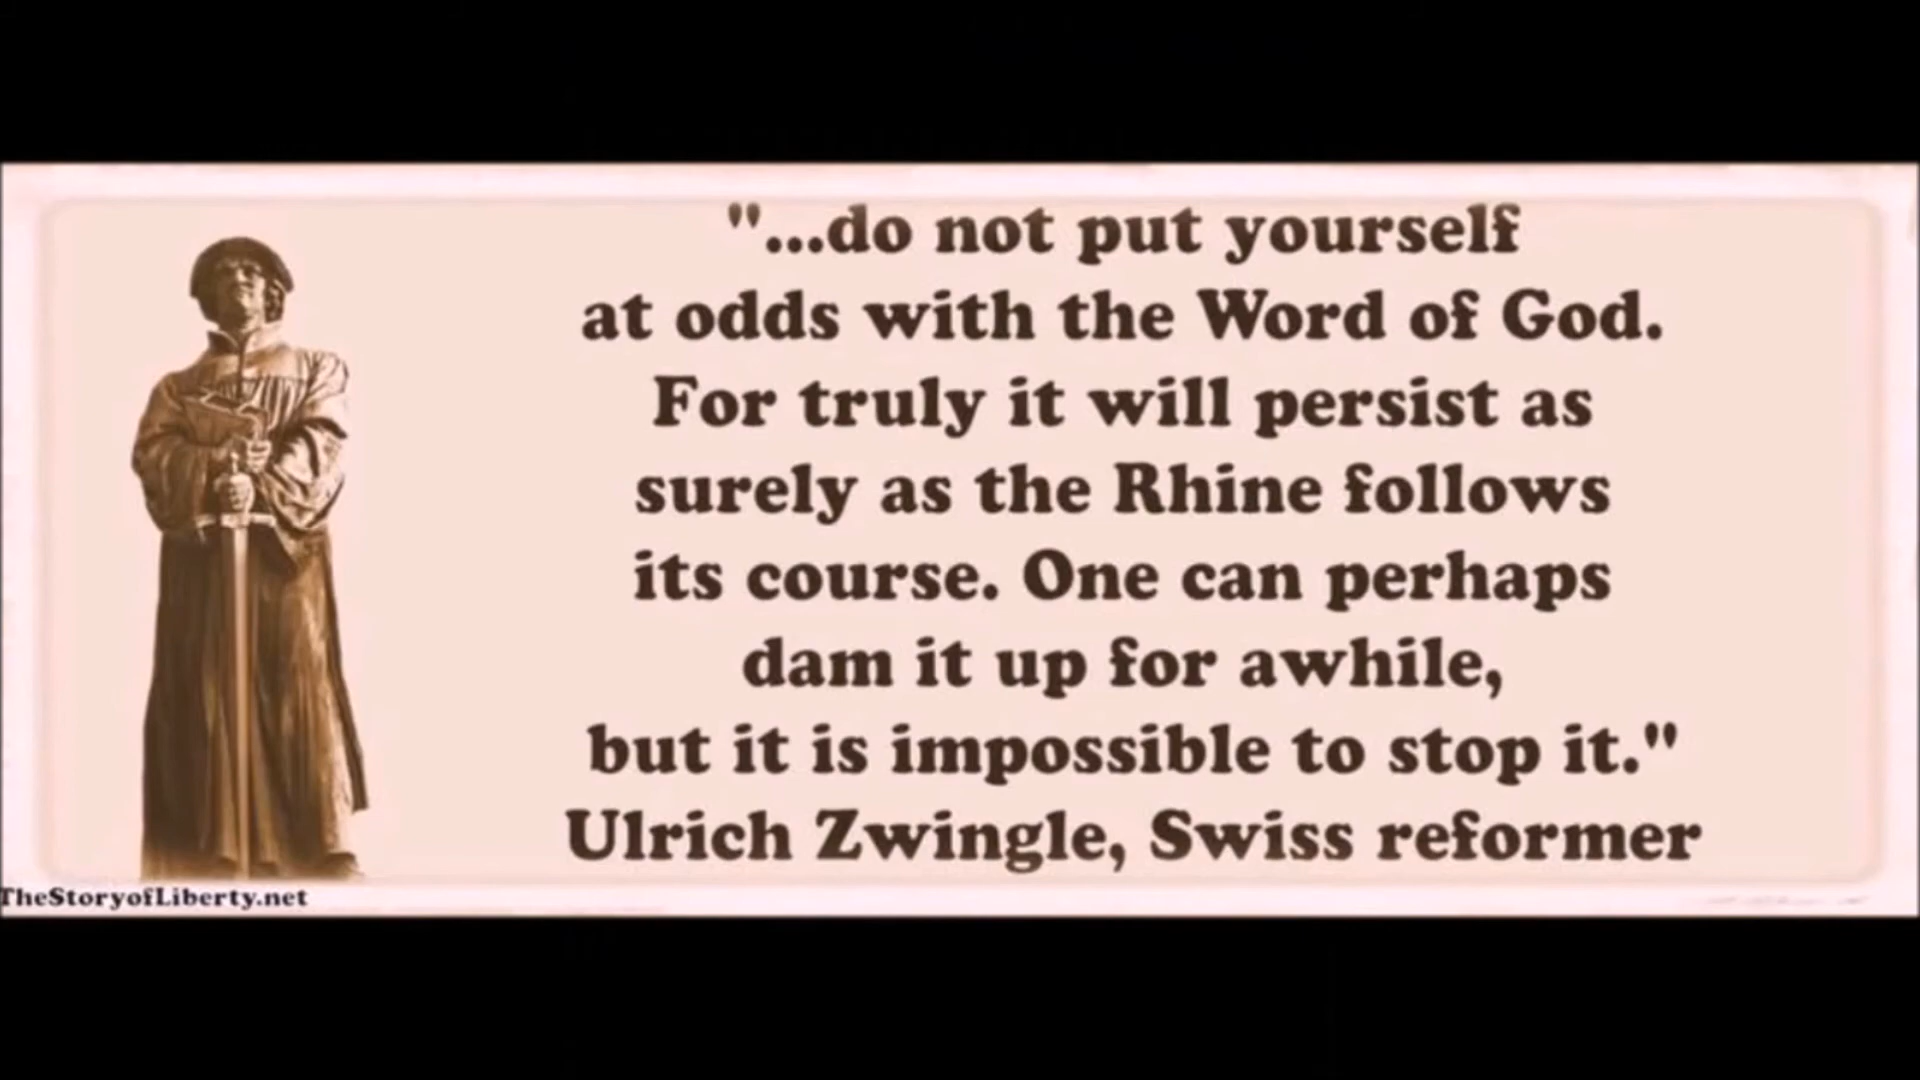 "...do not put yourself
at odds with the Word of God.
For truly it will persist as
surely as the Rhine follows
its course. One can perhaps
dam it up for awhile,
but it is impossible to stop it."
Ulrich Zwingle, Swiss reformer
TheStoryofLiberty.net